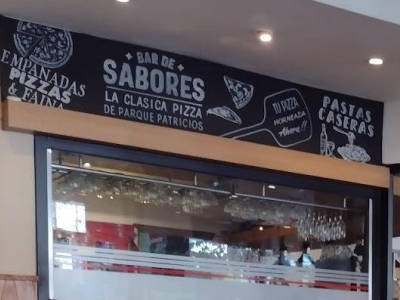 EMPANADAS
PIZZAS
& FAINA
BAR DE
SABORES
LA CLASICA PIZZA
DE PARQUE PATRICIOS
TU PIZZA
HORNEADA
Ahora!!
PASTAS
CASERAS